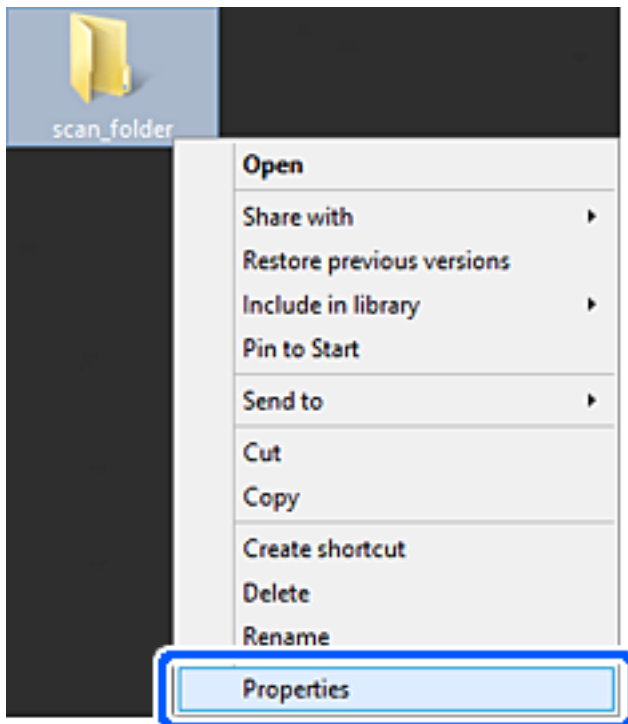 scan_folder
Open
Share with
Restore previous versions
Include in library
Pin to Start
Send to
Cut
Copy
Create shortcut
Delete
Rename
Properties